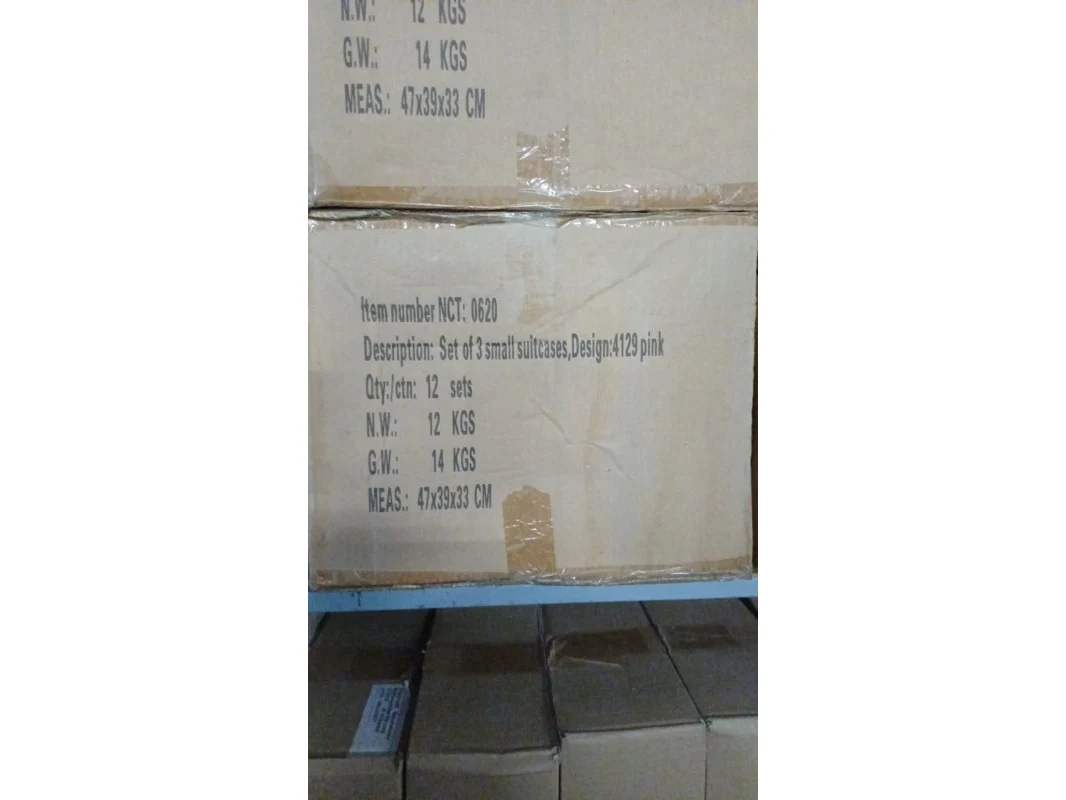 N.W.: 12 KGS
G.W.: 14 KGS
MEAS.: 47x39x33 CM
Item number NCT: 0620
Description: Set of 3 small suitcases,Design:4129 pink
Qty:/ctn: 12 sets
N.W.: 12 KGS
G.W.: 14 KGS
MEAS.: 47x39x33 CM